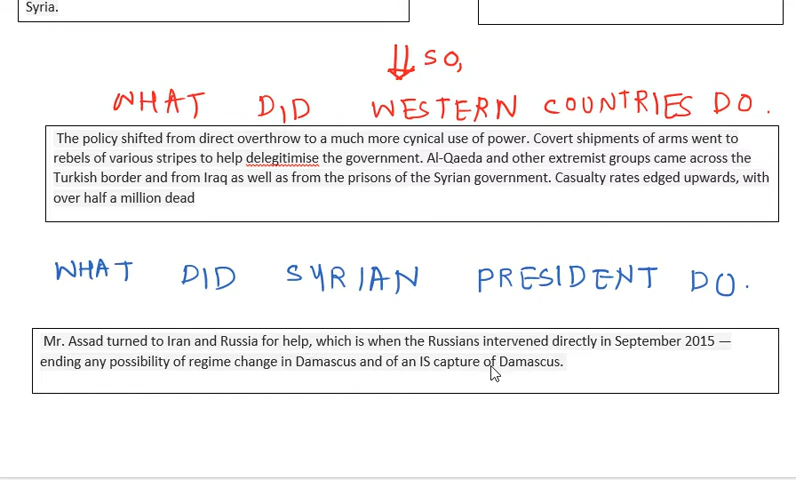 Syria.
SO,
WHAT DID WESTERN COUNTRIES DO.
The policy shifted from direct overthrow to a much more cynical use of power. Covert shipments of arms went to
rebels of various stripes to help delegitimise the government. Al-Qaeda and other extremist groups came across the
Turkish border and from Iraq as well as from the prisons of the Syrian government. Casualty rates edged upwards, with
over half a million dead
WHAT DID SYRIAN PRESIDENT DO.
Mr. Assad turned to Iran and Russia for help, which is when the Russians intervened directly in September 2015 —
ending any possibility of regime change in Damascus and of an IS capture of Damascus.